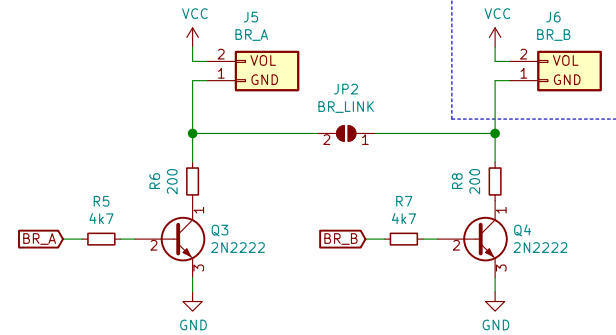 VCC
J5
BR_A
2 VOL
1 GND
VCC
J6
BR_B
2 VOL
1 GND
JP2
BR_LINK
2 1
R6
200
R8
200
R5
4k7
BR_A
1
2
3
Q3
2N2222
GND
R7
4k7
BR_B
1
2
3
Q4
2N2222
GND